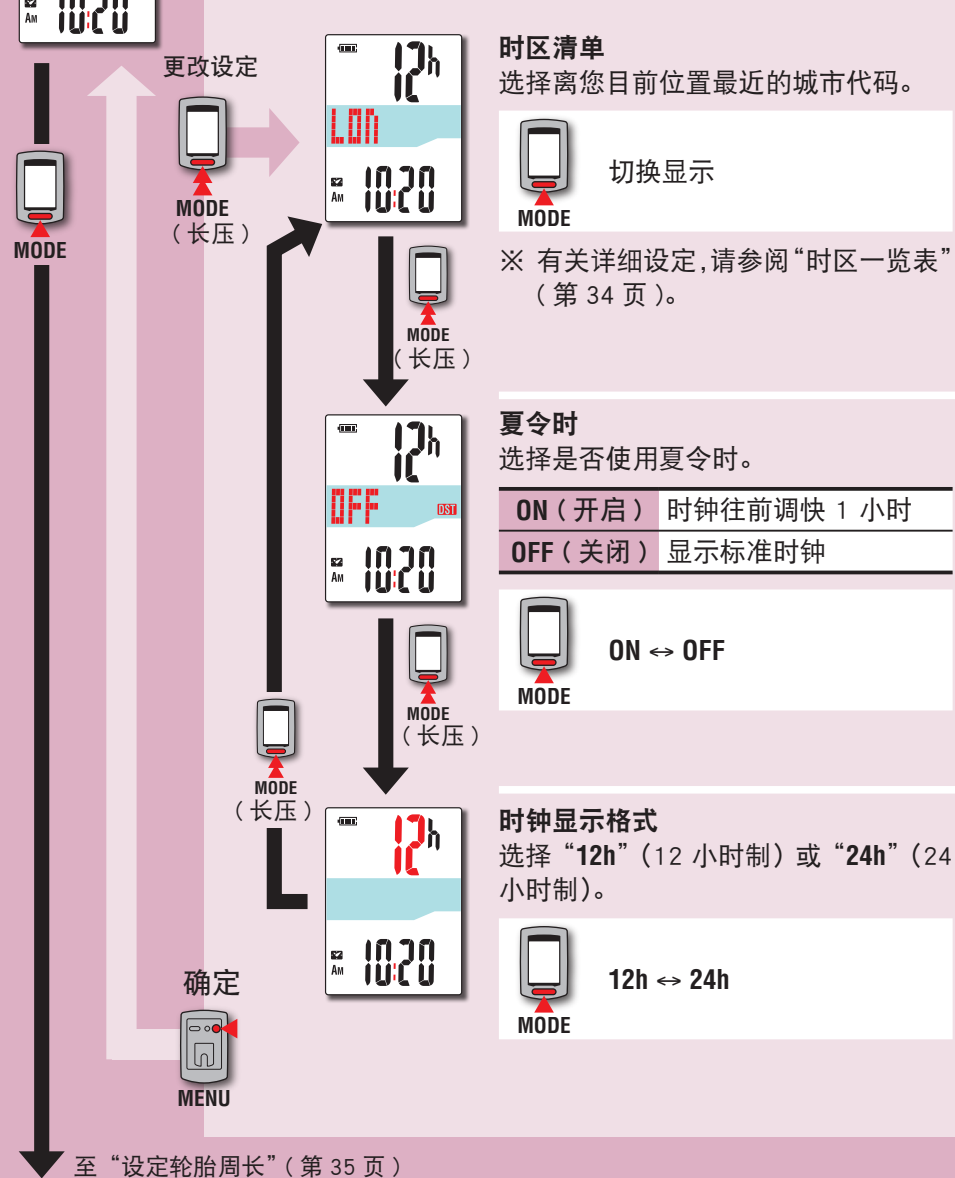 AM 10:20
更改设定
MODE
（长压）
MODE
12h
LON
AM 10:20
时区清单
选择离您目前位置最近的城市代码。
切换显示
MODE
※ 有关详细设定,请参阅“时区一览表”
（第 34 页）。
MODE
（长压）
12h
OFF DST
AM 10:20
夏令时
选择是否使用夏令时。
ON（开启） 时钟往前调快 1 小时
OFF（关闭） 显示标准时钟
ON ↔ OFF
MODE
MODE
（长压）
MODE
（长压）
12h
AM 10:20
时钟显示格式
选择“12h”（12 小时制）或“24h”（24
小时制）。
12h ↔ 24h
MODE
确定
MENU
至“设定轮胎周长”（第 35 页）